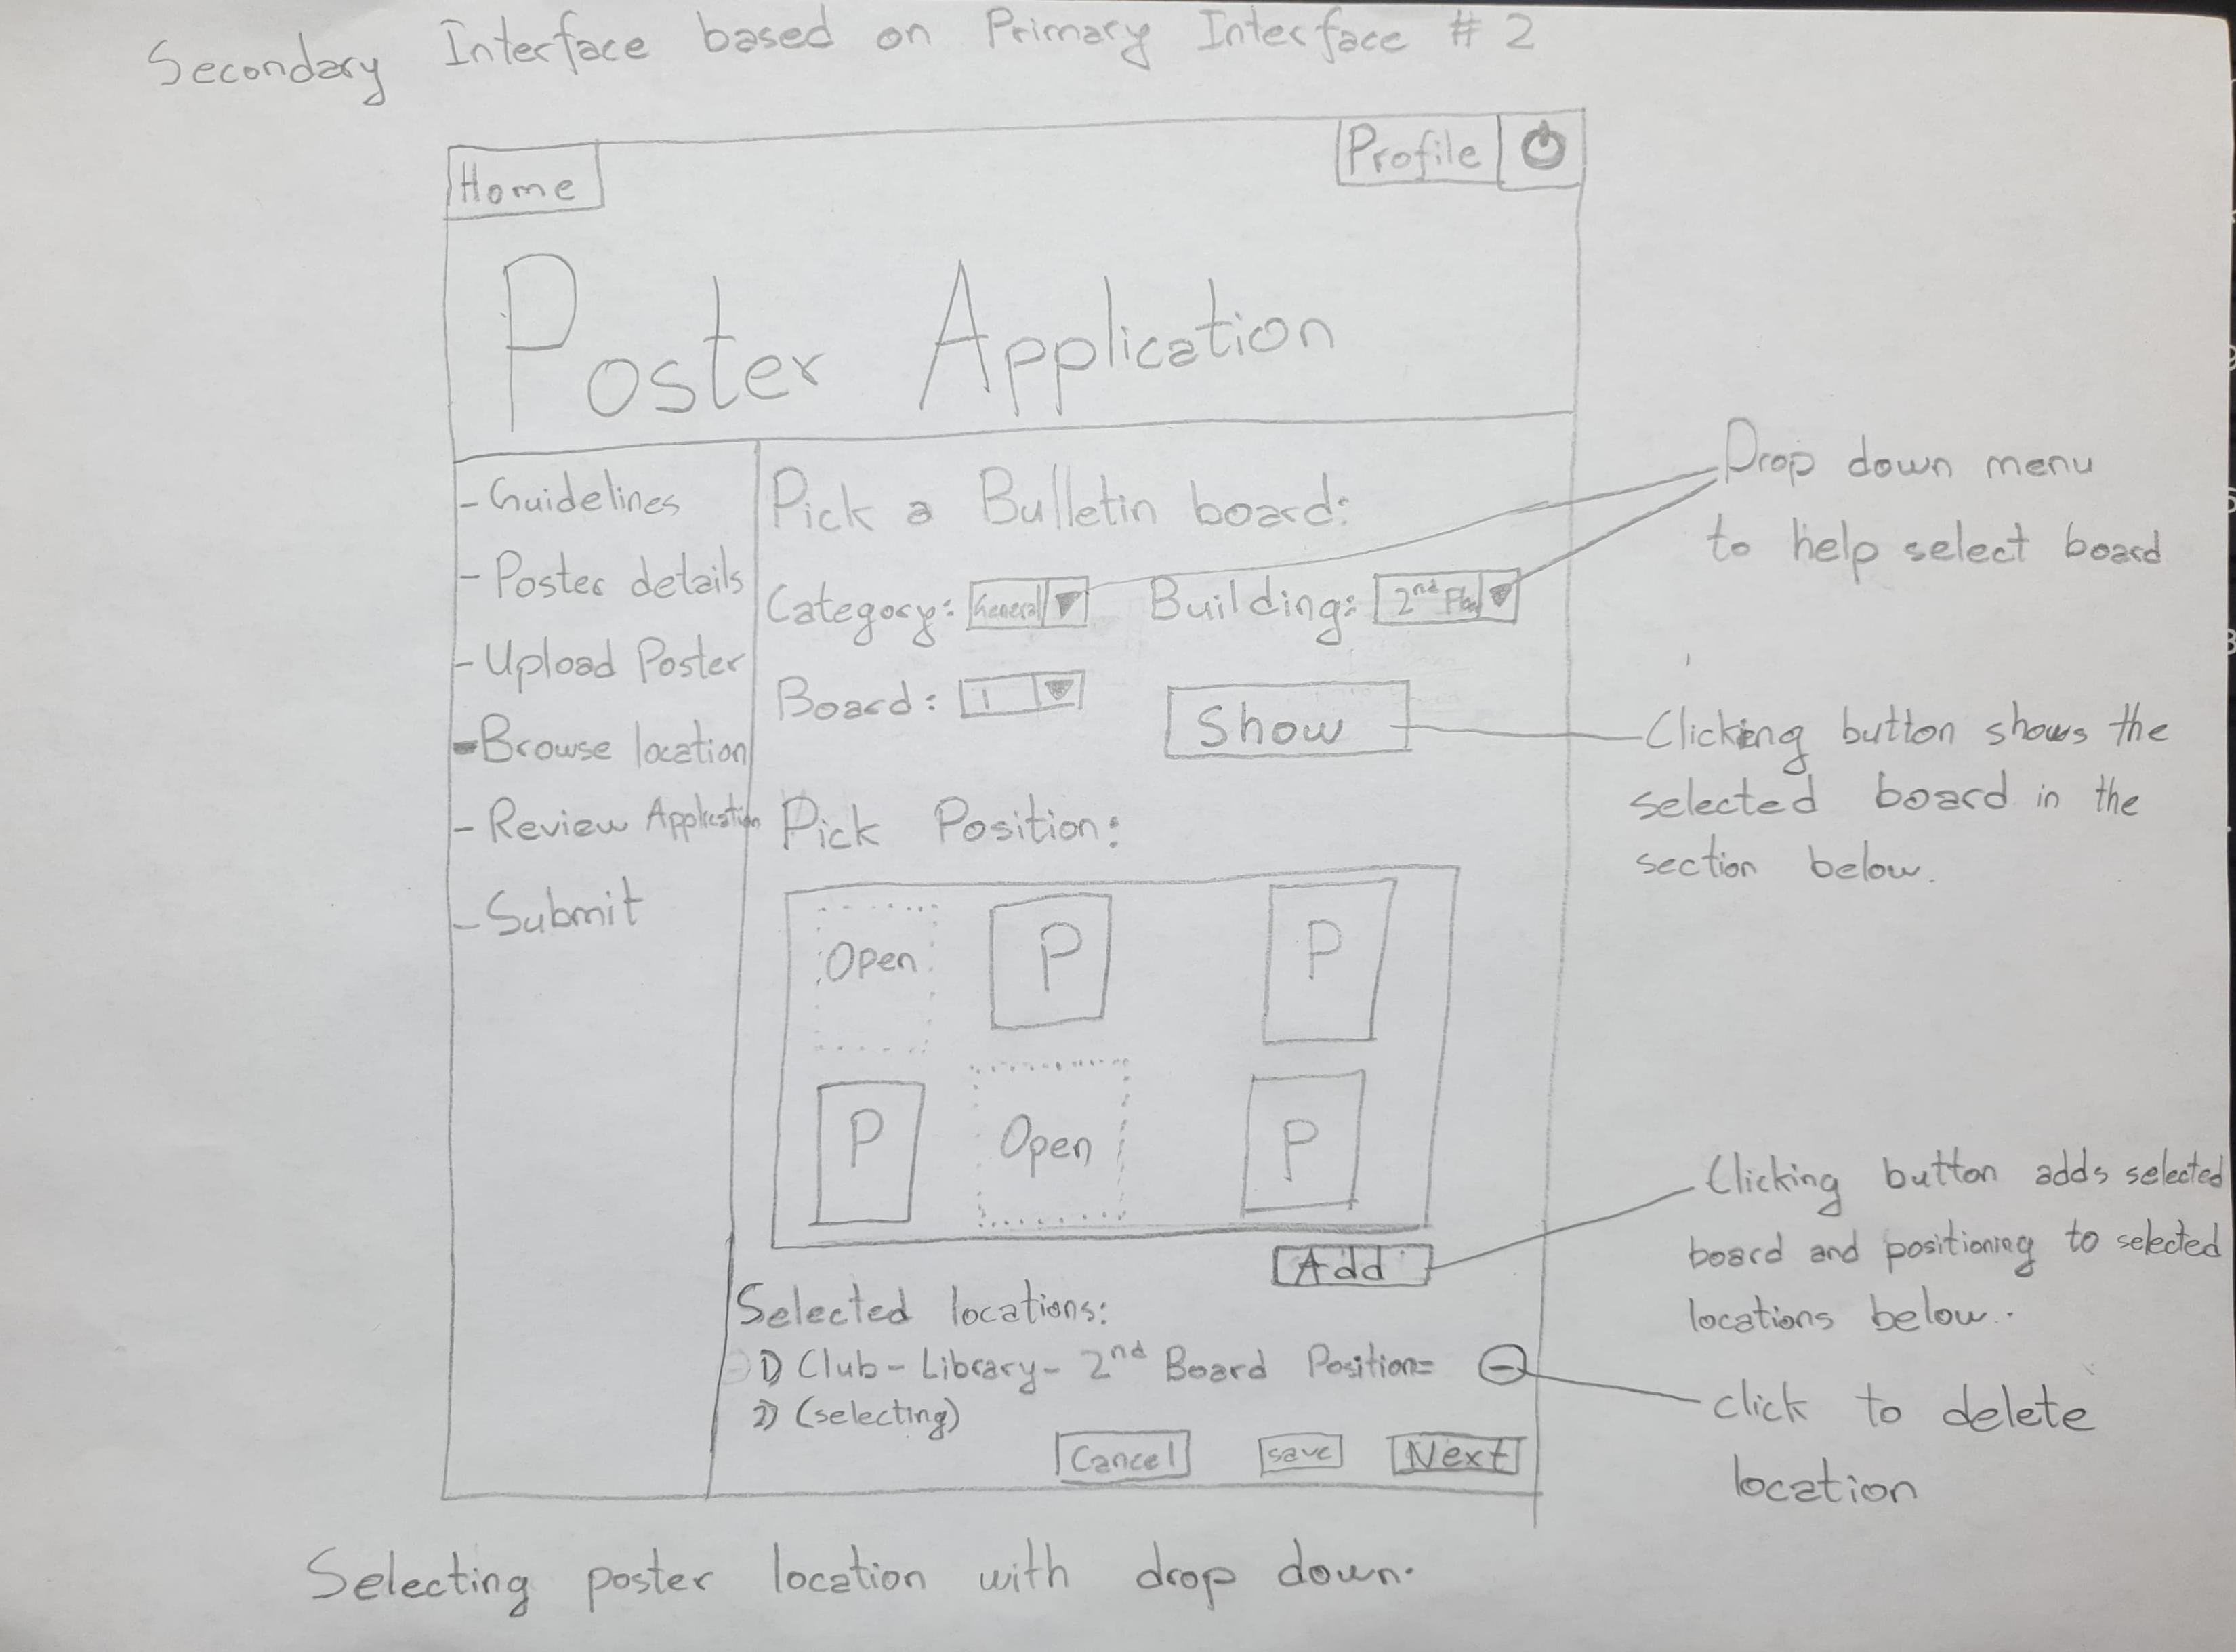 Secondary Interface based on Primary Interface #2
Home
Profile
Poster Application
- Guidelines
- Poster details
- Upload Poster
- Browse location
- Review Application
- Submit
Pick a Bulletin board:
Category: General Building: 2nd
Board: 1 Show
Pick Position:
Open P P
P Open P
Add
Selected locations:
1) Club - Library - 2nd Board Position=
2) (selecting)
Cancel save Next
Drop down menu
to help select board
Clicking button shows the
selected board in the
section below.
Clicking button adds selected
board and positioning to selected
locations below.
click to delete
location
Selecting poster location with drop down.